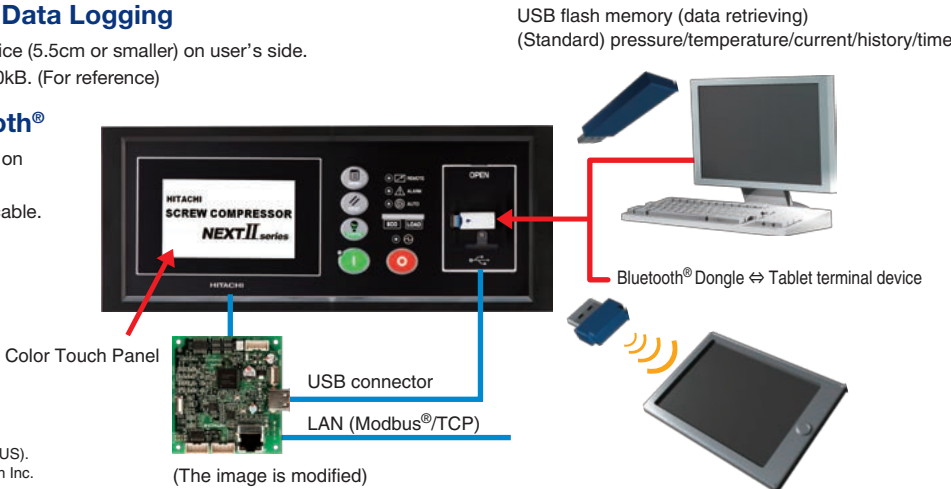 Data Logging
ice (5.5cm or smaller) on user's side.
0kB. (For reference)
oth®
on
cable.
USB flash memory (data retrieving)
(Standard) pressure/temperature/current/history/time
HITACHI
SCREW COMPRESSOR
NEXTII series
REMOTE
ALARM
AUTO
ECO LOAD
OPEN
HITACHI
Bluetooth® Dongle ⇔ Tablet terminal device
Color Touch Panel
USB connector
LAN (Modbus®/TCP)
(The image is modified)
US).
Inc.